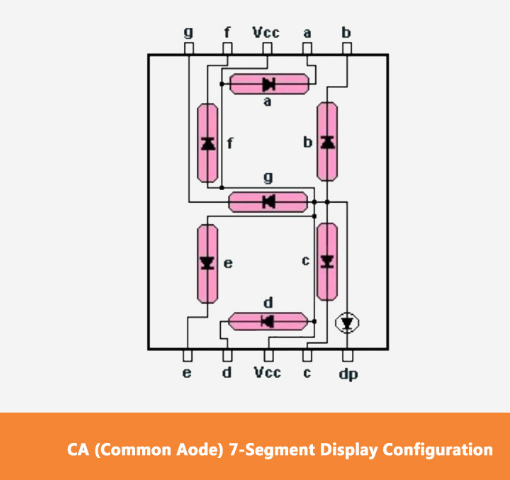 g f Vcc a b
a
f b
g
e c
d
e d Vcc c dp
CA (Common Aode) 7-Segment Display Configuration